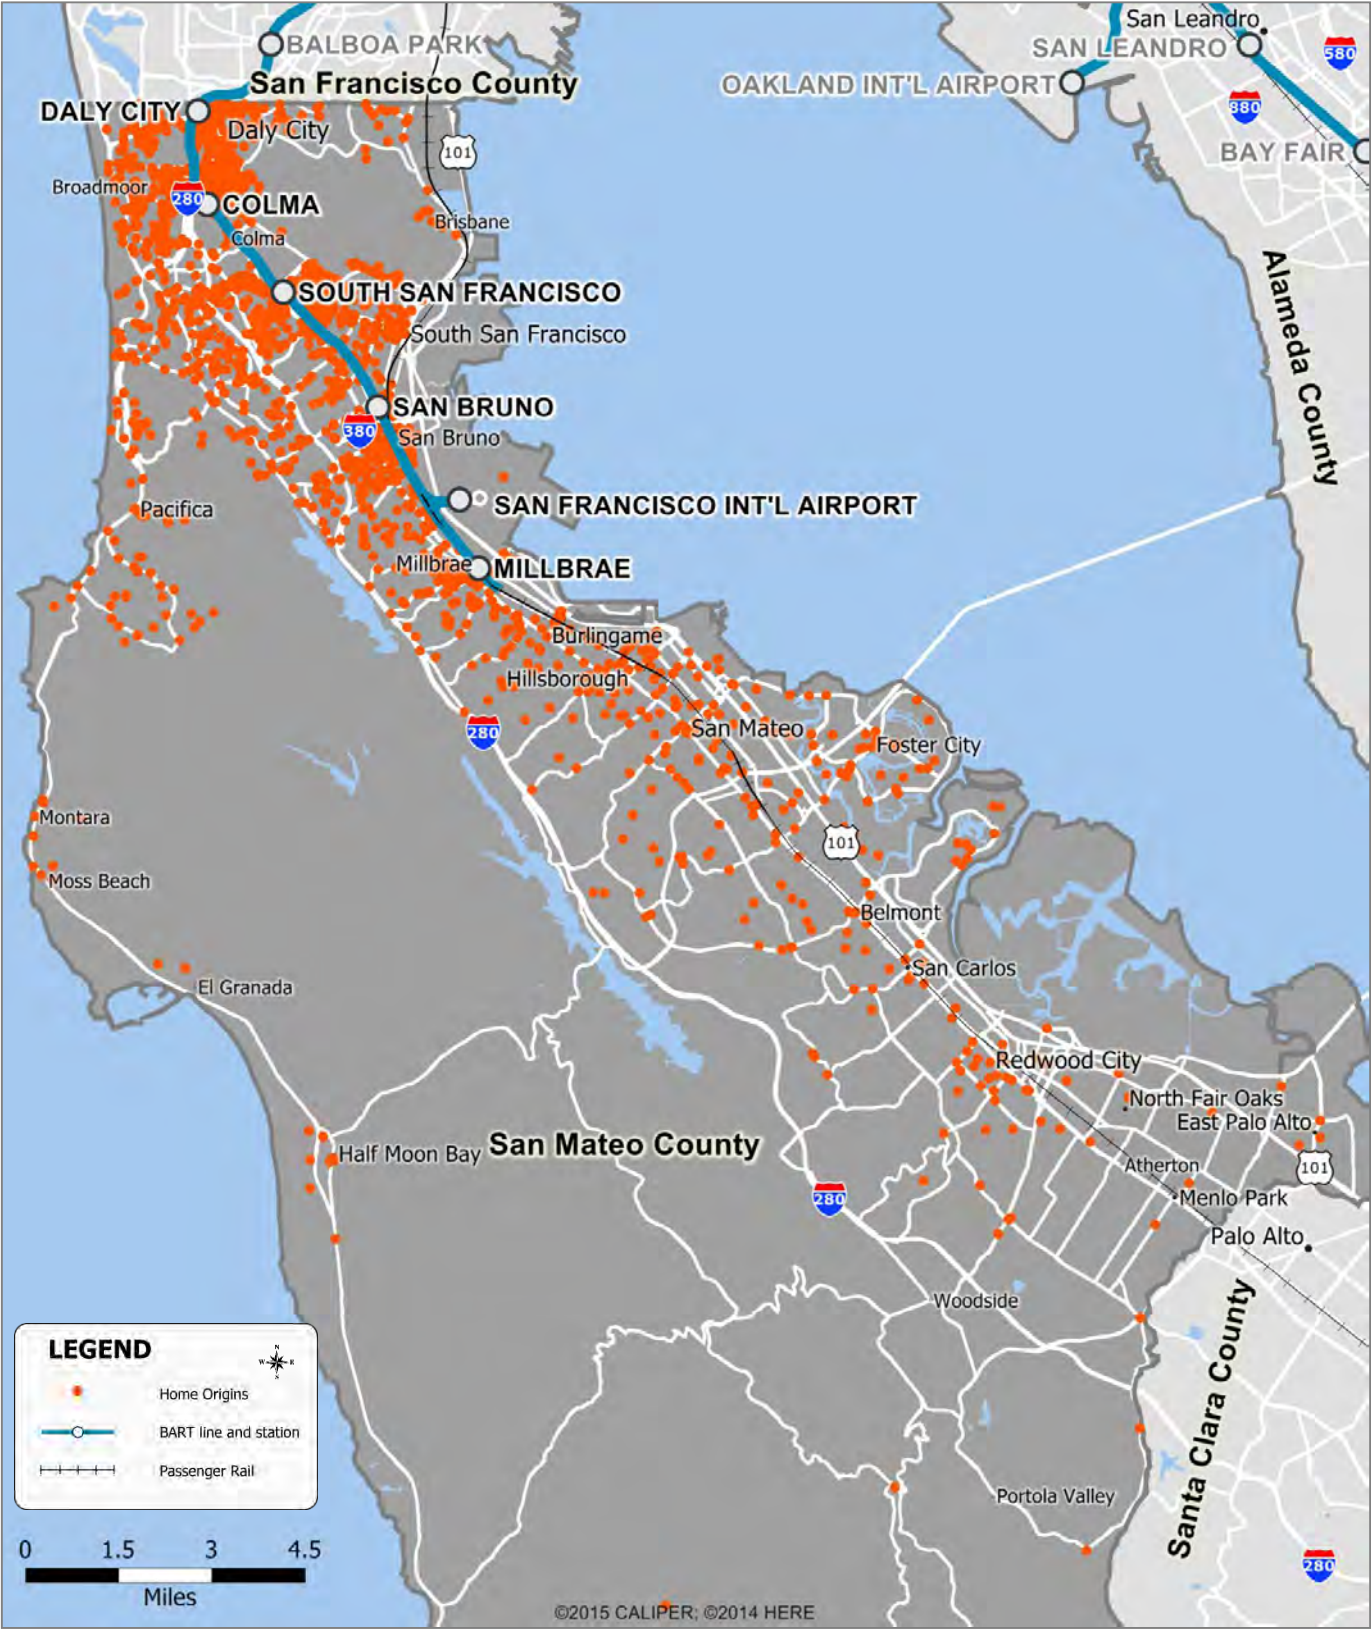 San Leandro
BALBOA PARK
SAN LEANDRO
580
San Francisco County
OAKLAND INT'L AIRPORT
880
DALY CITY
Daly City
101
BAY FAIR
Broadmoor
280
COLMA
Brisbane
Colma
Alameda County
SOUTH SAN FRANCISCO
South San Francisco
SAN BRUNO
380
San Bruno
SAN FRANCISCO INT'L AIRPORT
Pacifica
Millbrae
MILLBRAE
Burlingame
Hillsborough
280
San Mateo
Foster City
Montara
101
Moss Beach
Belmont
San Carlos
El Granada
Redwood City
North Fair Oaks
East Palo Alto
Half Moon Bay
San Mateo County
Atherton
101
280
Menlo Park
Palo Alto
Woodside
Santa Clara County
LEGEND
N
W E
S
Home Origins
BART line and station
Passenger Rail
Portola Valley
0 1.5 3 4.5
Miles
280
©2015 CALIPER; ©2014 HERE